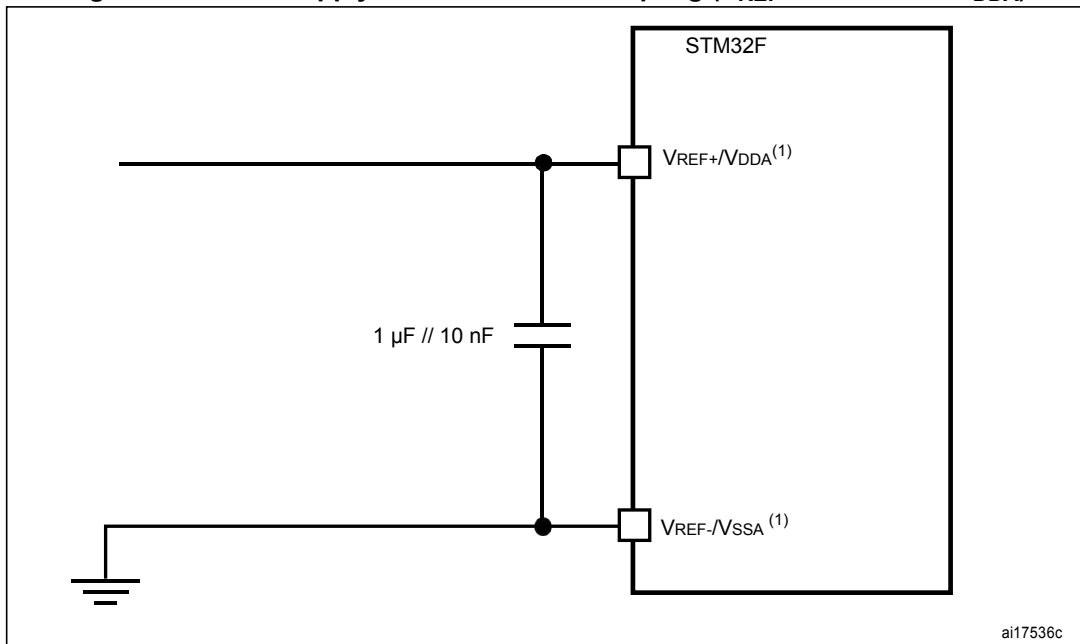 STM32F
VREF+/VDDA(1)
1 µF // 10 nF
VREF-/VSSA (1)
ai17536c